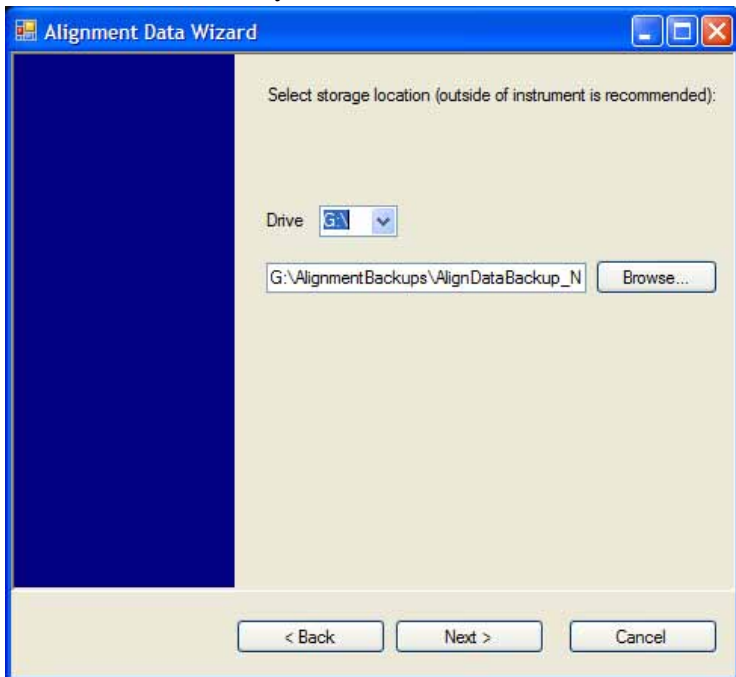 Alignment Data Wizard
Select storage location (outside of instrument is recommended):
Drive G:\
G:\AlignmentBackups\AlignDataBackup_N Browse...
< Back Next > Cancel